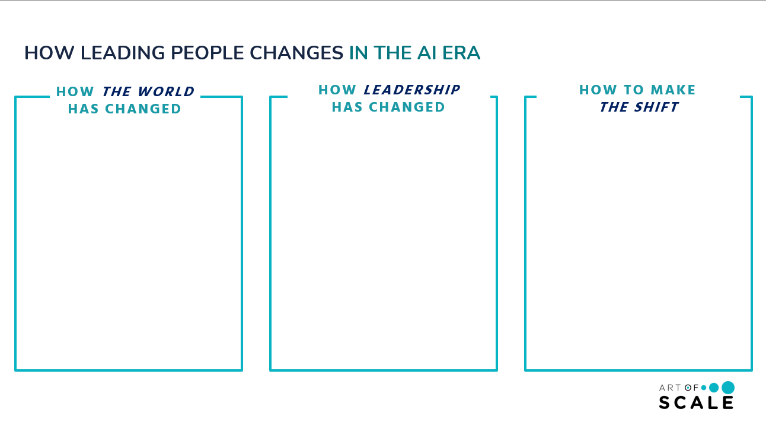 HOW LEADING PEOPLE CHANGES IN THE AI ERA
HOW THE WORLD
HAS CHANGED
HOW LEADERSHIP
HAS CHANGED
HOW TO MAKE
THE SHIFT
ART OF
SCALE